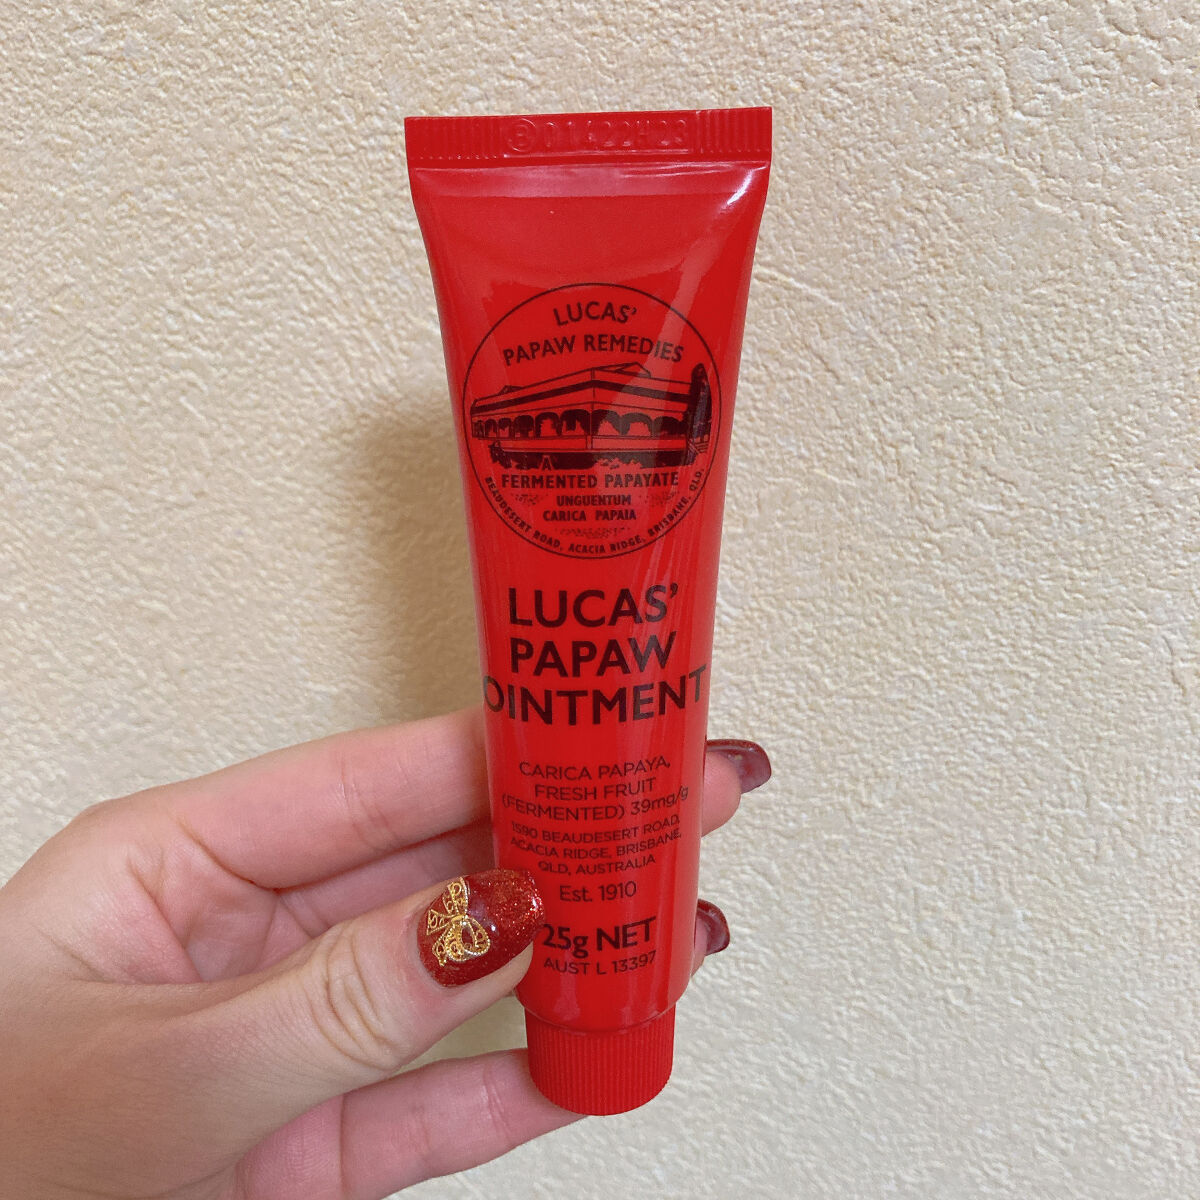 LUCAS'
PAPAW REMEDIES
FERMENTED PAPAYATE
UNGUENTUM
CARICA PAPAIA
BEAUDESERT ROAD, ACACIA RIDGE, BRISBANE, QLD.
LUCAS'
PAPAW
OINTMENT
CARICA PAPAYA,
FRESH FRUIT
(FERMENTED) 39mg/g
1590 BEAUDESERT ROAD,
ACACIA RIDGE, BRISBANE,
QLD, AUSTRALIA
Est. 1910
25g NET
AUST L 13397